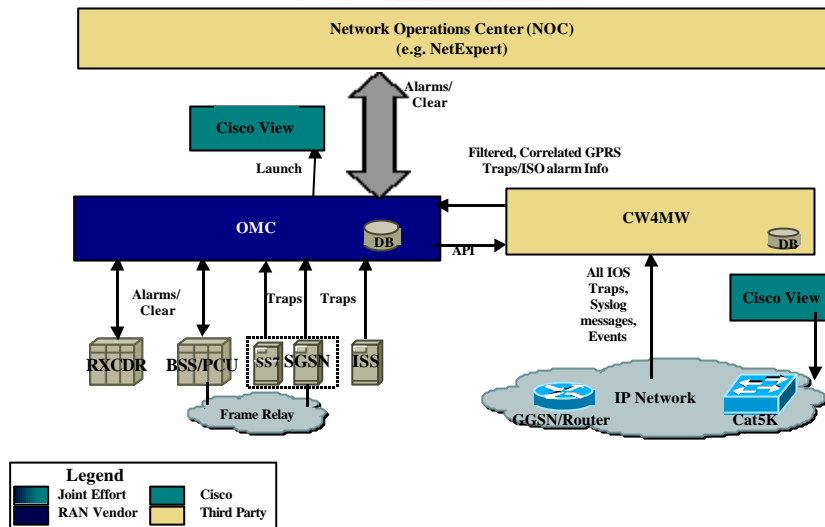 Network Operations Center (NOC)
(e.g. NetExpert)
Alarms/
Clear
Cisco View
Launch
Filtered, Correlated GPRS
Traps/ISO alarm Info
OMC
DB
API
CW4MW
DB
Alarms/
Clear
Traps
Traps
All IOS
Traps,
Syslog
messages,
Events
Cisco View
RXCDR
BSS/PCU
SS7
SGSN
ISS
Frame Relay
IP Network
GGSN/Router
Cat5K
Legend
Joint Effort
Cisco
RAN Vendor
Third Party